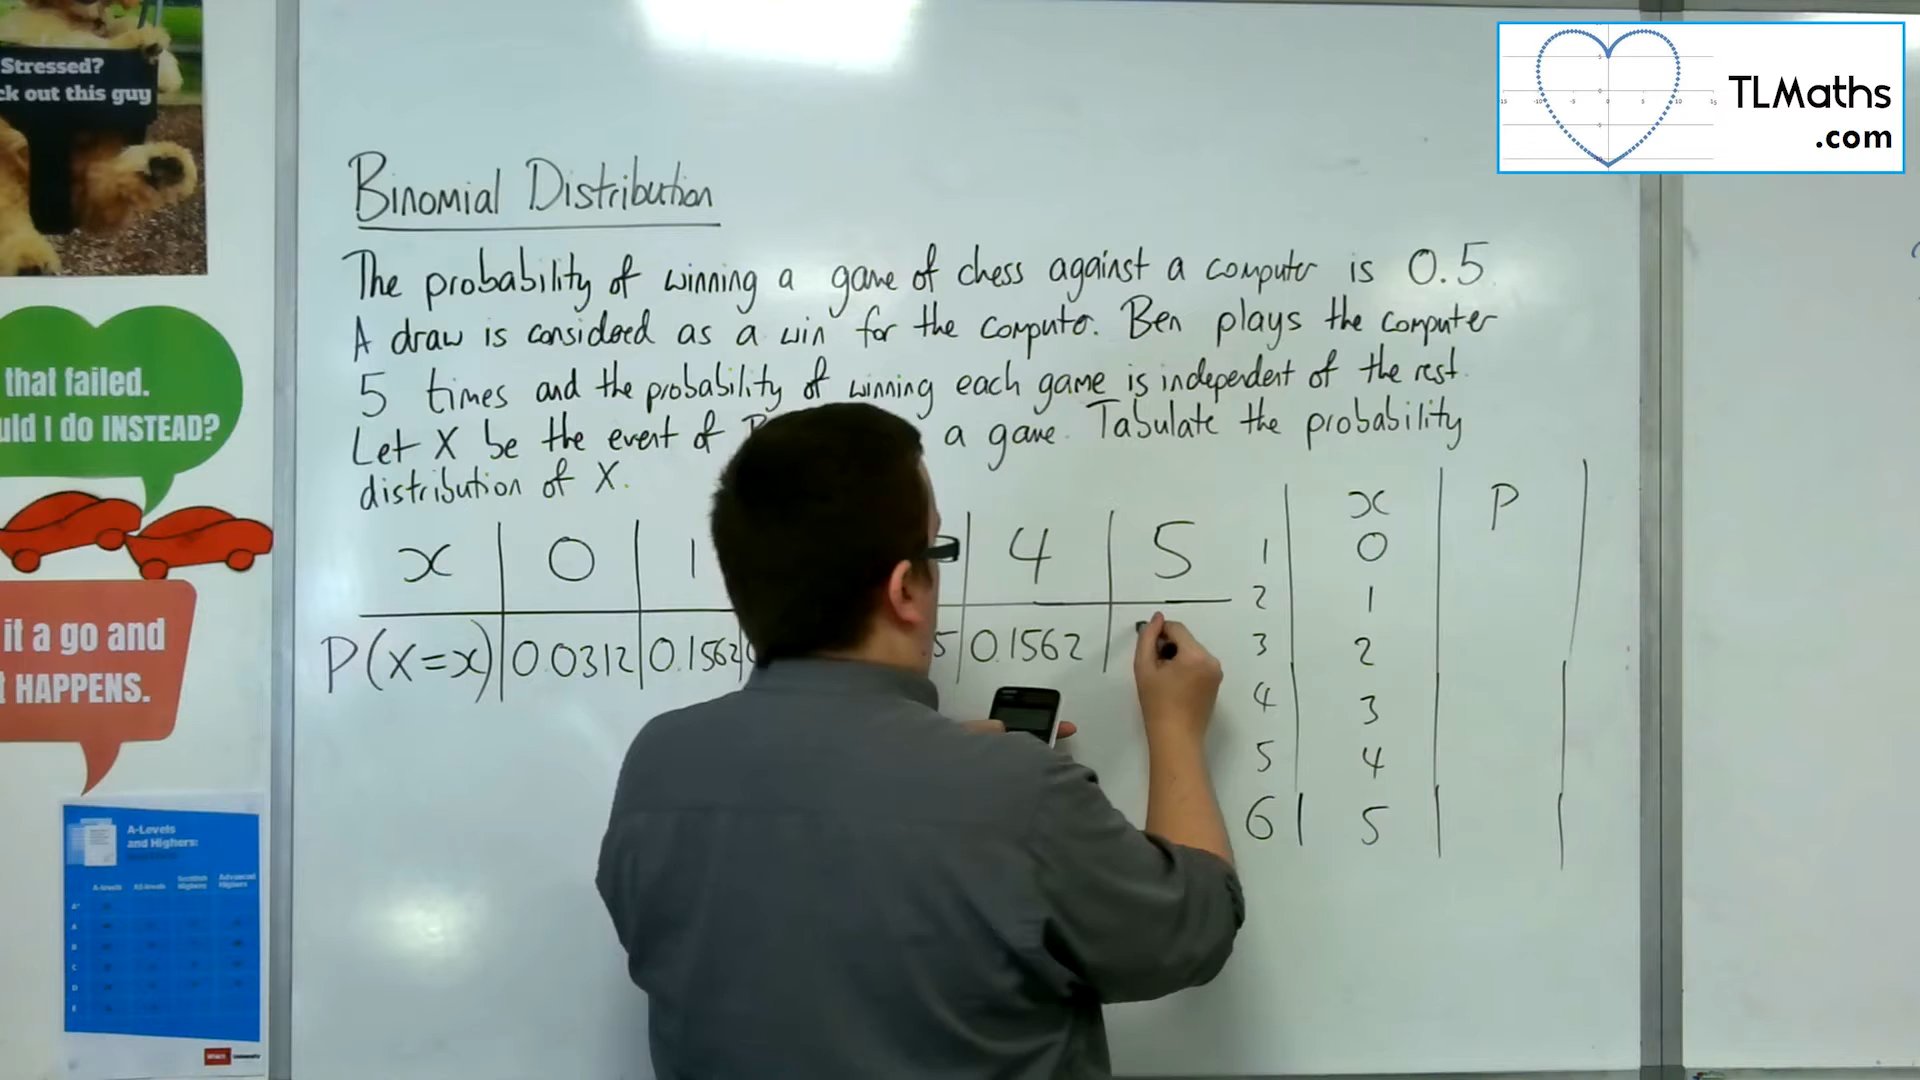 Stressed?
ck out this guy
TLMaths
.com
Binomial Distribution
The probability of winning a game of chess against a computer is 0.5.
A draw is considered as a win for the computer. Ben plays the computer
5 times and the probability of winning each game is independent of the rest.
Let X be the event of a game. Tabulate the probability
distribution of X.
x 0 1 4 5
P(X=x) 0.0312 0.1562 5 0.1562
x P
1 0
2 1
3 2
4 3
5 4
6 5
that failed.
uld I do INSTEAD?
it a go and
t HAPPENS.
A-Levels
and Highers: